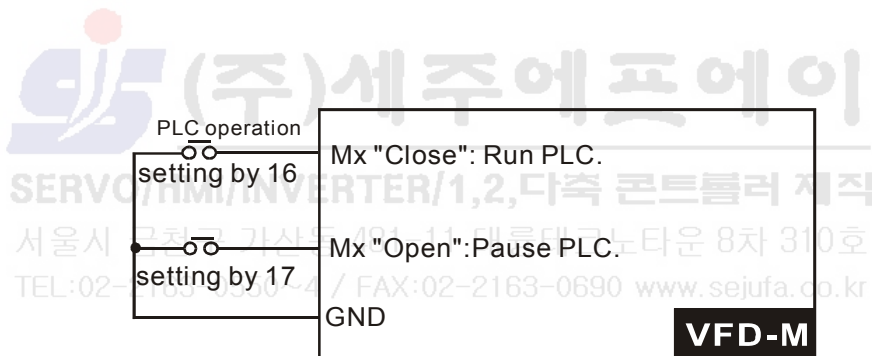 (주)세주에프에이
PLC operation
Mx "Close": Run PLC.
setting by 16
SERVO/HMI/INVERTER/1,2,다축 콘트롤러 제작
서울시 금천구 가산동 481-11 대륭테크노타운 8차 310호
Mx "Open":Pause PLC.
setting by 17
TEL:02-2163-0560~4 / FAX:02-2163-0690 www.sejufa.co.kr
GND
VFD-M